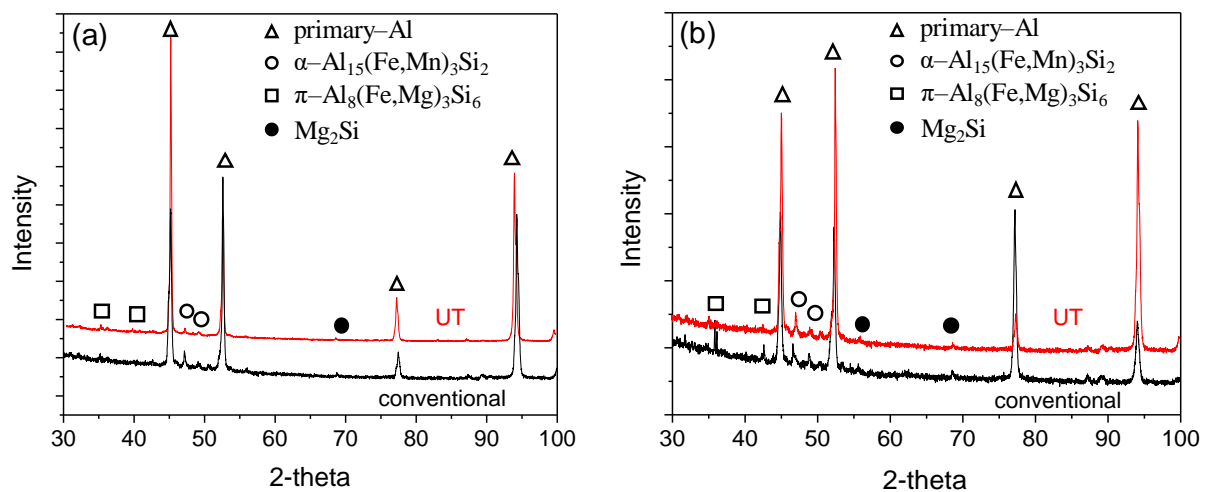 (a)
△ primary–Al
○ α–Al₁₅(Fe,Mn)₃Si₂
□ π–Al₈(Fe,Mg)₃Si₆
● Mg₂Si
Intensity
UT
conventional
30 40 50 60 70 80 90 100
2-theta
(b)
△ primary–Al
○ α–Al₁₅(Fe,Mn)₃Si₂
□ π–Al₈(Fe,Mg)₃Si₆
● Mg₂Si
Intensity
UT
conventional
30 40 50 60 70 80 90 100
2-theta